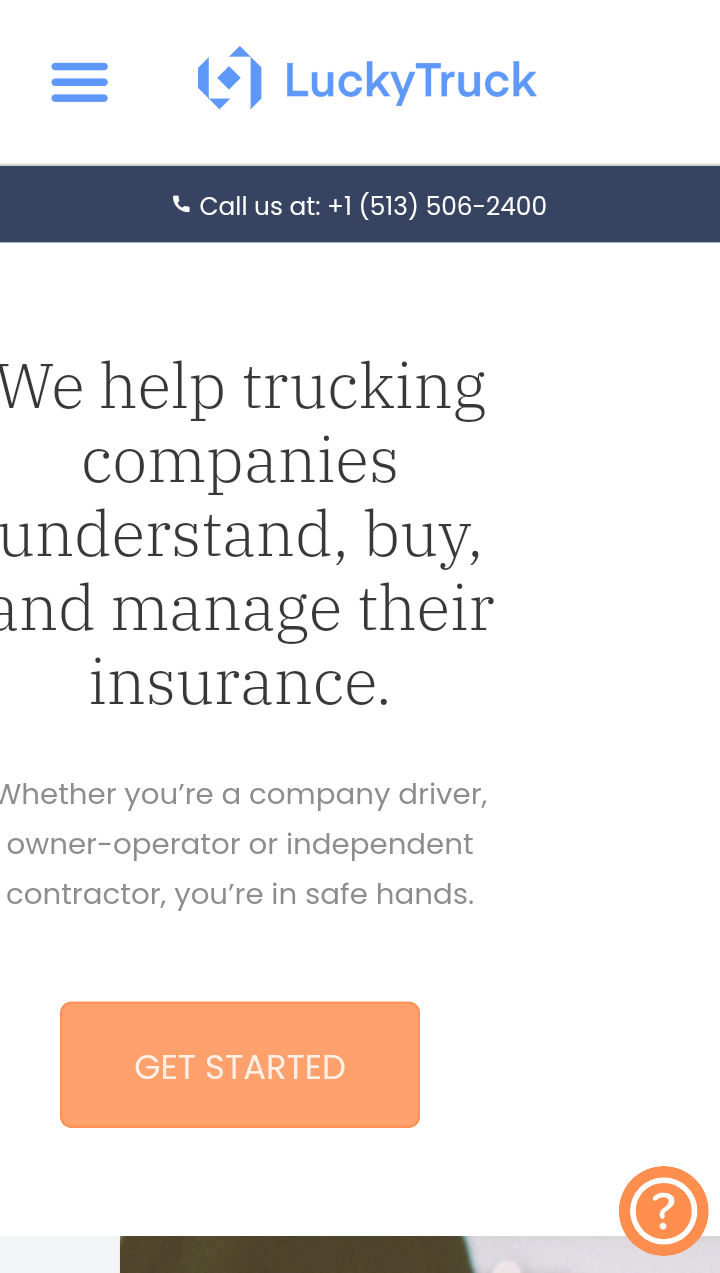 LuckyTruck
Call us at: +1 (513) 506-2400
We help trucking
companies
understand, buy,
and manage their
insurance.
Whether you’re a company driver,
owner-operator or independent
contractor, you’re in safe hands.
GET STARTED
?